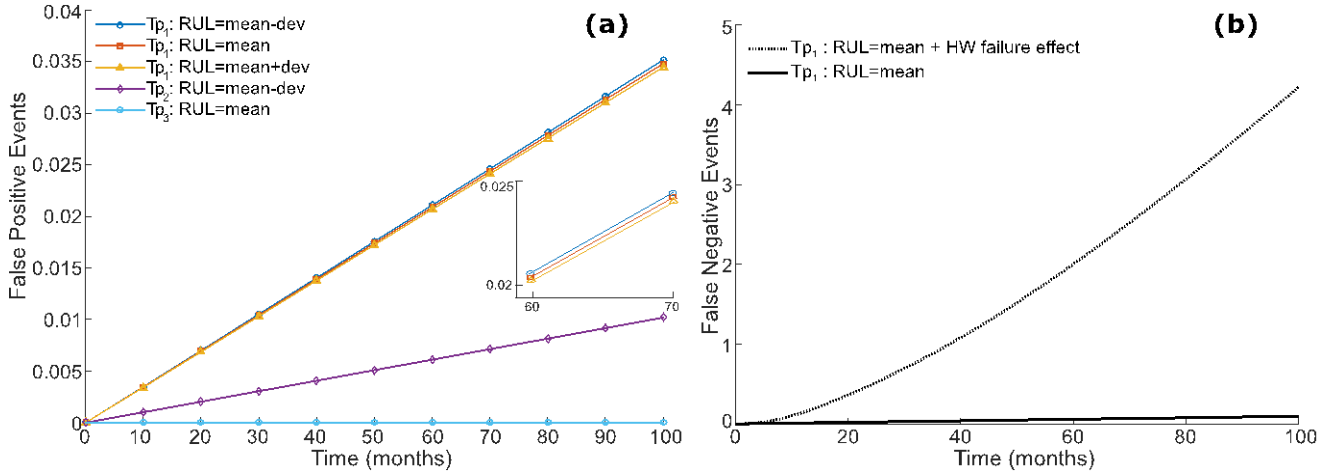 (a)
Tp1: RUL=mean-dev
Tp1: RUL=mean
Tp1: RUL=mean+dev
Tp2: RUL=mean-dev
Tp3: RUL=mean
False Positive Events
0.04
0.035
0.03
0.025
0.02
0.015
0.01
0.005
0
0 10 20 30 40 50 60 70 80 90 100
Time (months)
0.025
0.02
60 70
(b)
Tp1 : RUL=mean + HW failure effect
Tp1 : RUL=mean
False Negative Events
5
4
3
2
1
0
0 20 40 60 80 100
Time (months)